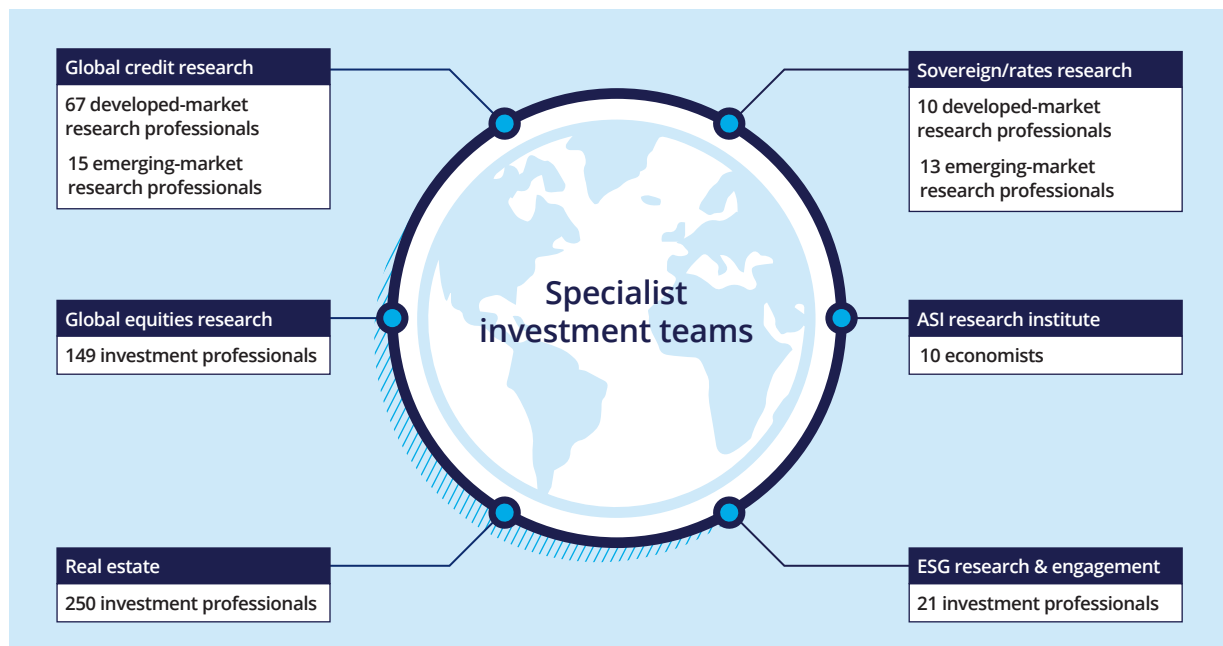 Global credit research
67 developed-market
research professionals
15 emerging-market
research professionals
Sovereign/rates research
10 developed-market
research professionals
13 emerging-market
research professionals
Specialist
investment teams
Global equities research
149 investment professionals
ASI research institute
10 economists
Real estate
250 investment professionals
ESG research & engagement
21 investment professionals